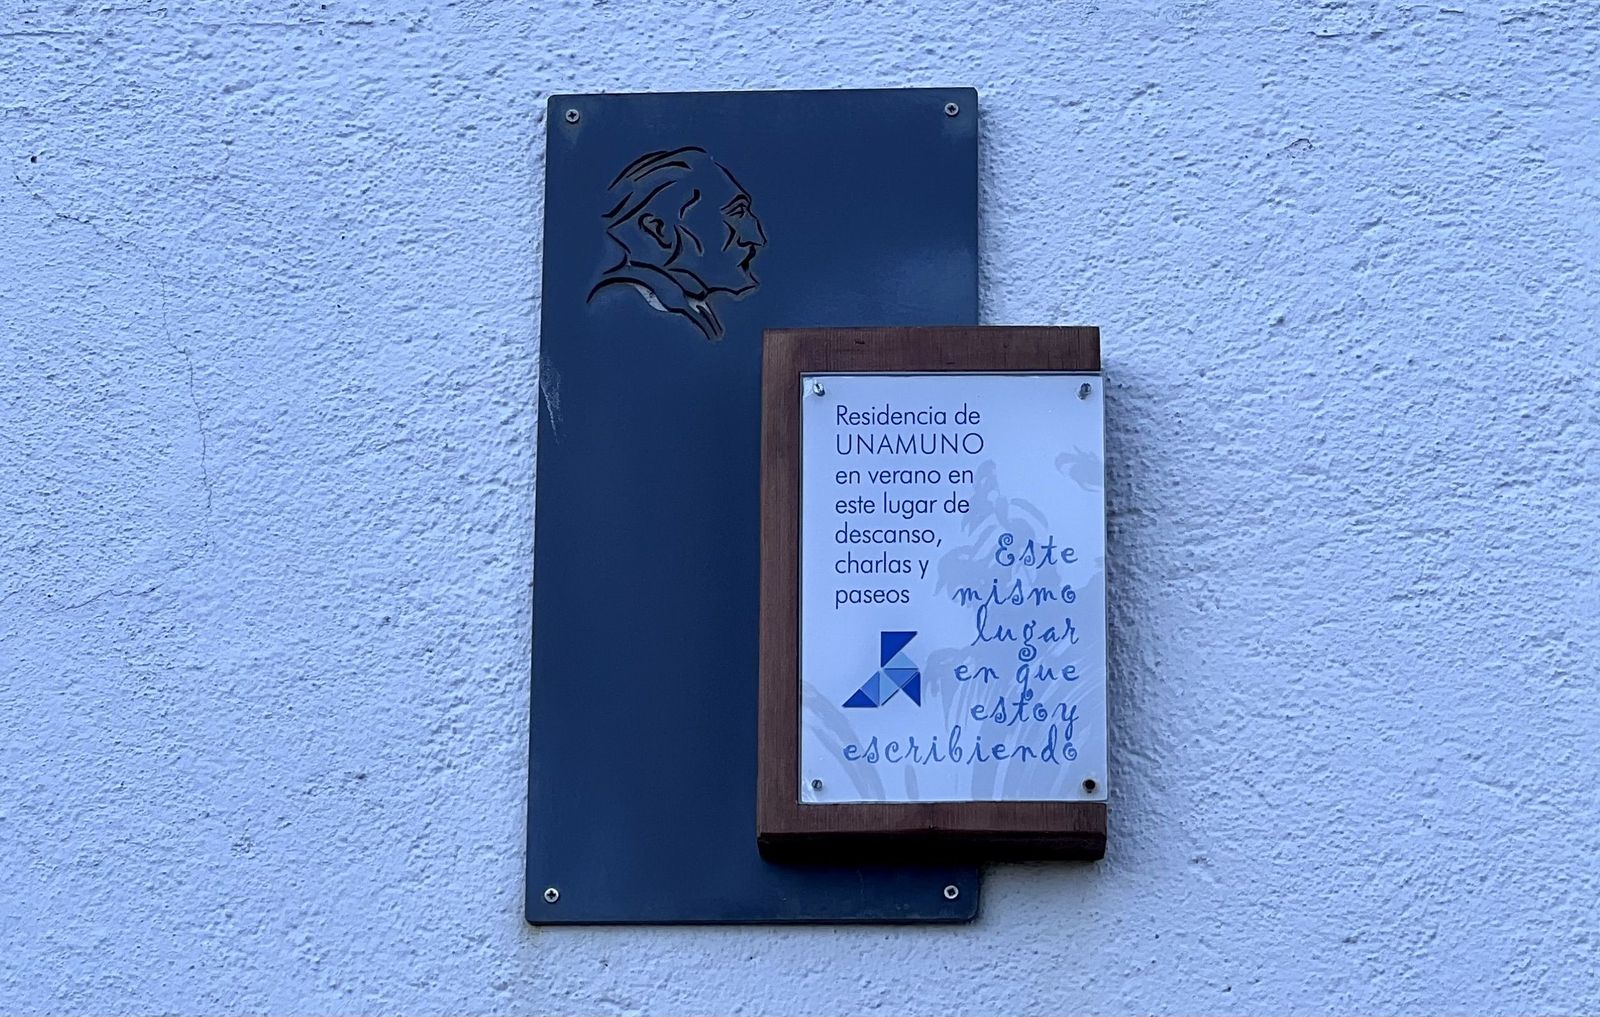 Residencia de
UNAMUNO
en verano en
este lugar de
descanso,
charlas y
paseos
Este
mismo
lugar
en que
estoy
escribiendo